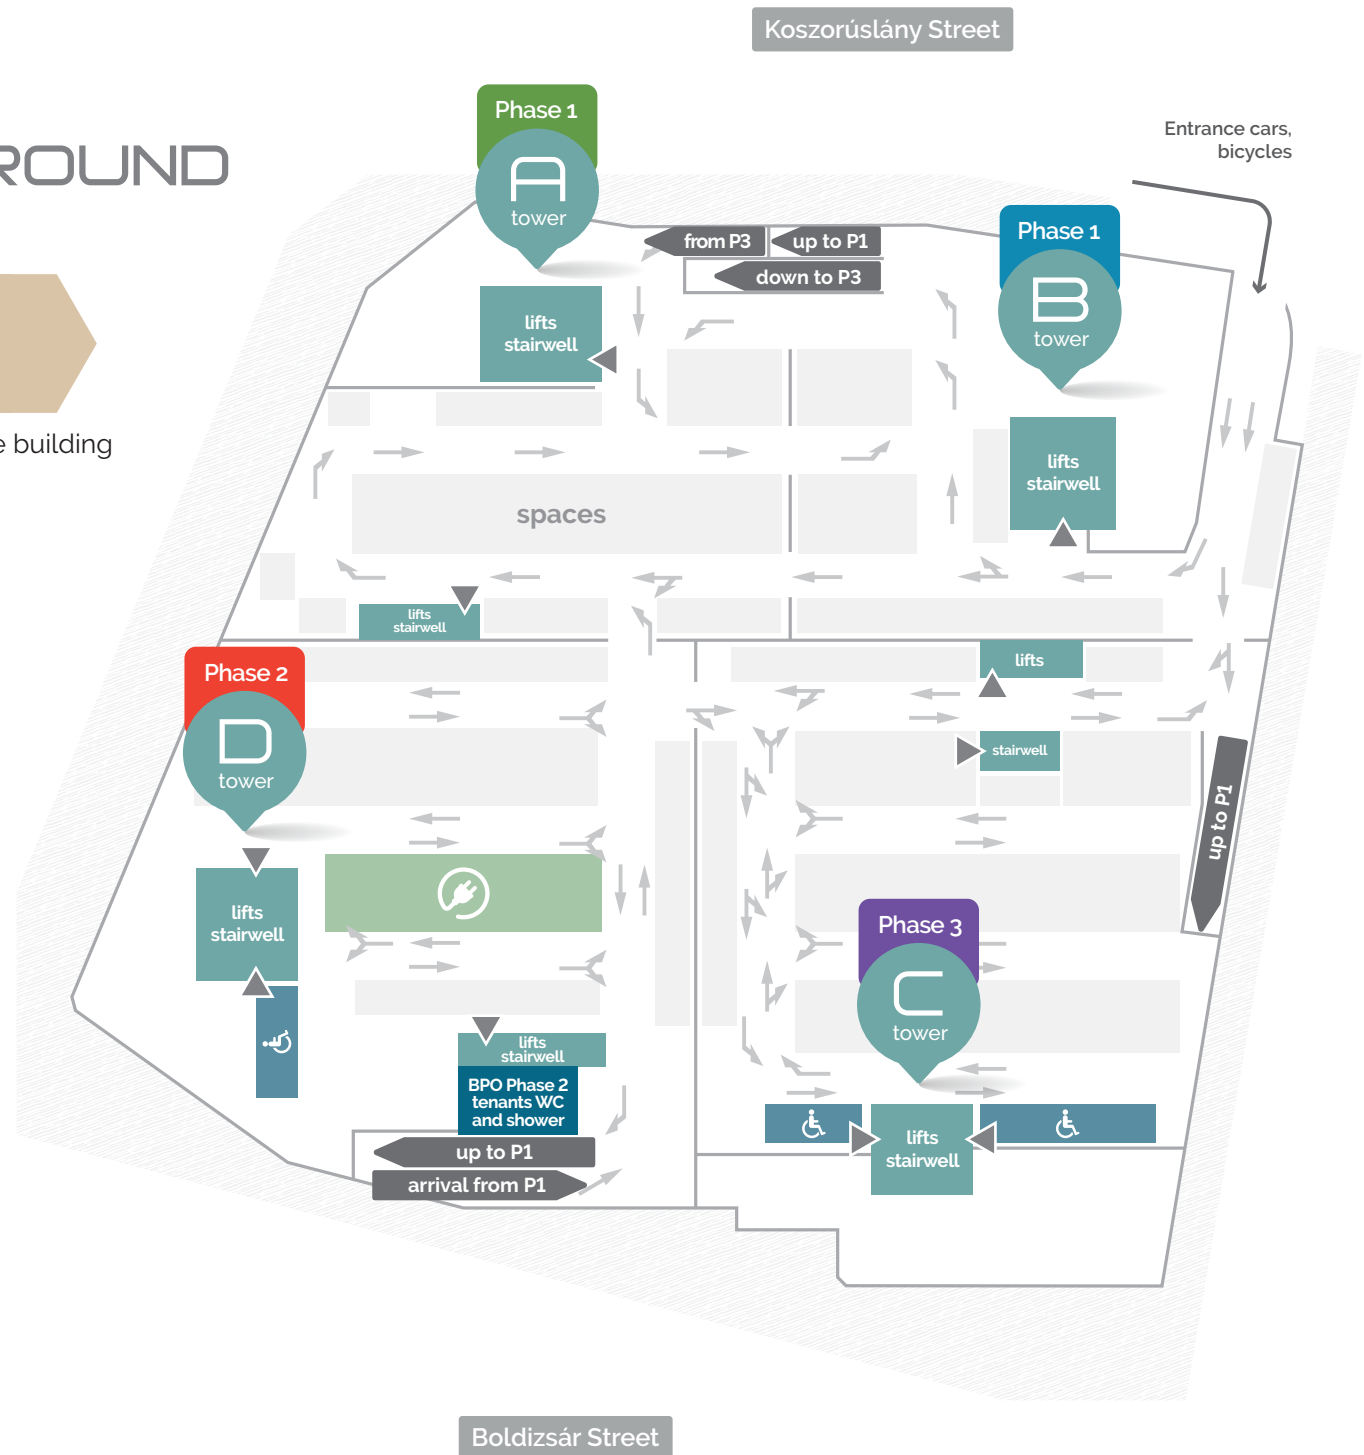 Koszorúslány Street
Phase 1
A
tower
ROUND
Entrance cars,
bicycles
Phase 1
B
tower
from P3
up to P1
down to P3
lifts
stairwell
e building
lifts
stairwell
spaces
lifts
stairwell
lifts
Phase 2
D
tower
stairwell
up to P1
lifts
stairwell
Phase 3
C
tower
lifts
stairwell
BPO Phase 2
tenants WC
and shower
up to P1
arrival from P1
lifts
stairwell
Boldizsár Street